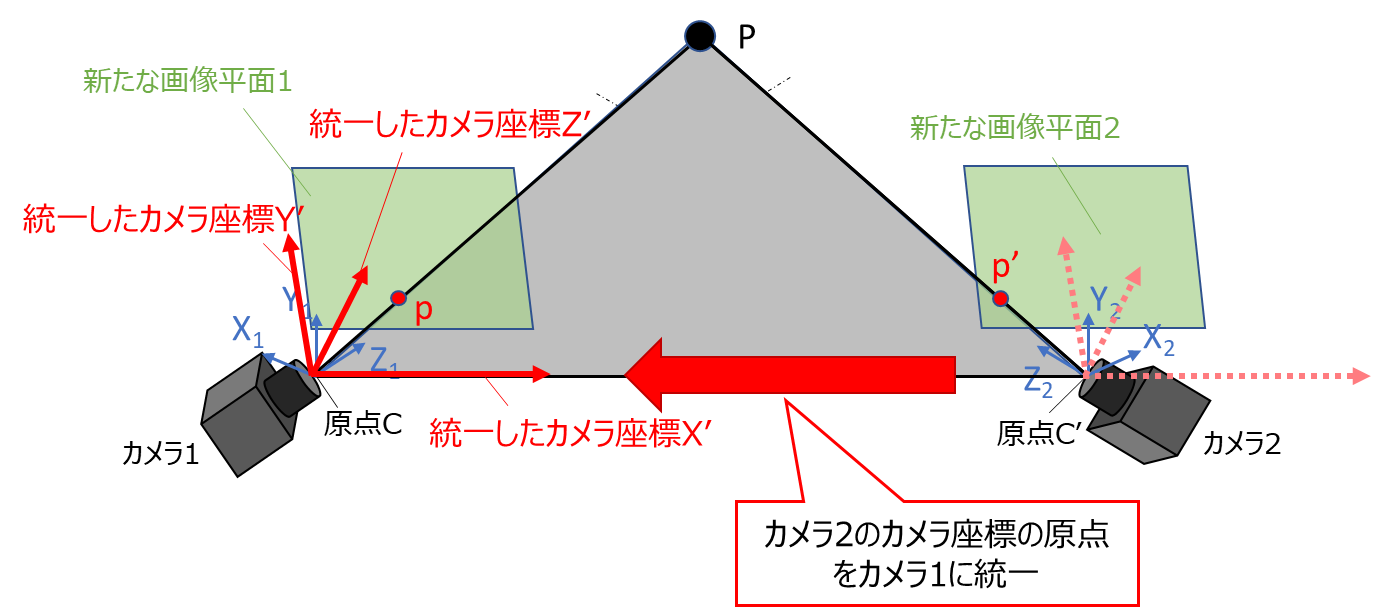 P
新たな画像平面1
統一したカメラ座標Z’
新たな画像平面2
統一したカメラ座標Y’
p
p’
Y1
X1
Z1
Y2
X2
Z2
原点C
原点C’
統一したカメラ座標X’
カメラ1
カメラ2
カメラ2のカメラ座標の原点
をカメラ1に統一